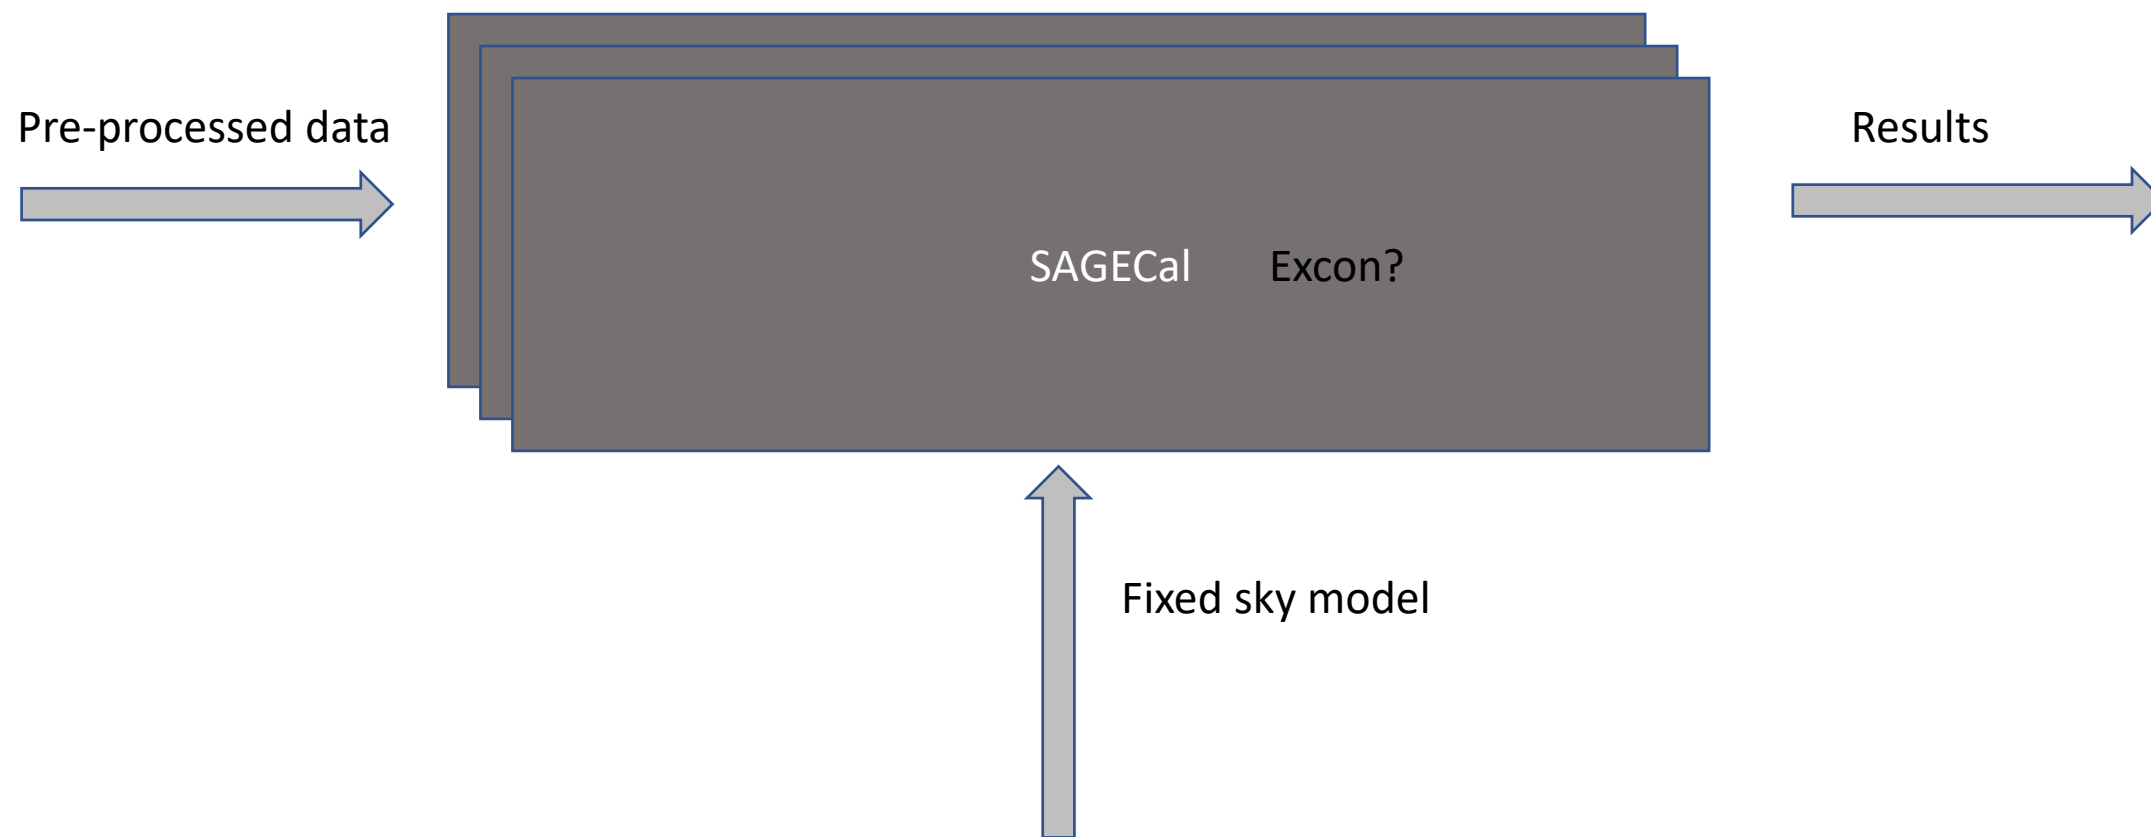 Pre-processed data
Results
SAGECal Excon?
Fixed sky model